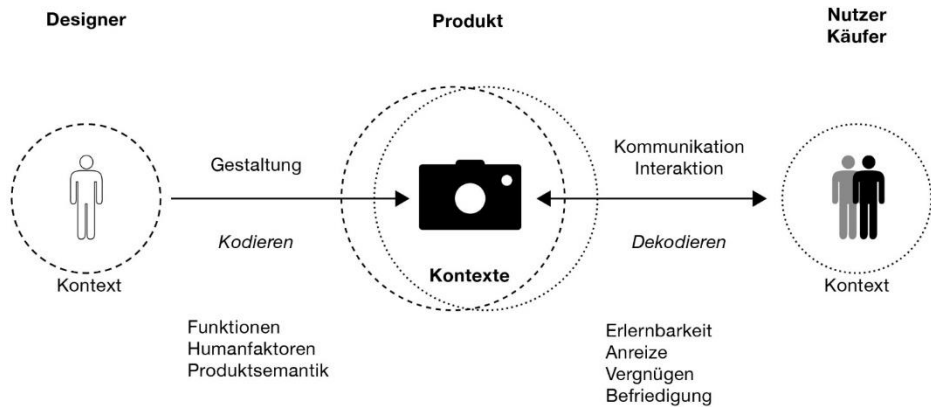 Designer
Produkt
Nutzer
Käufer
Gestaltung
Kodieren
Kommunikation
Interaktion
Dekodieren
Kontext
Kontexte
Kontext
Funktionen
Humanfaktoren
Produktsemantik
Erlernbarkeit
Anreize
Vergnügen
Befriedigung